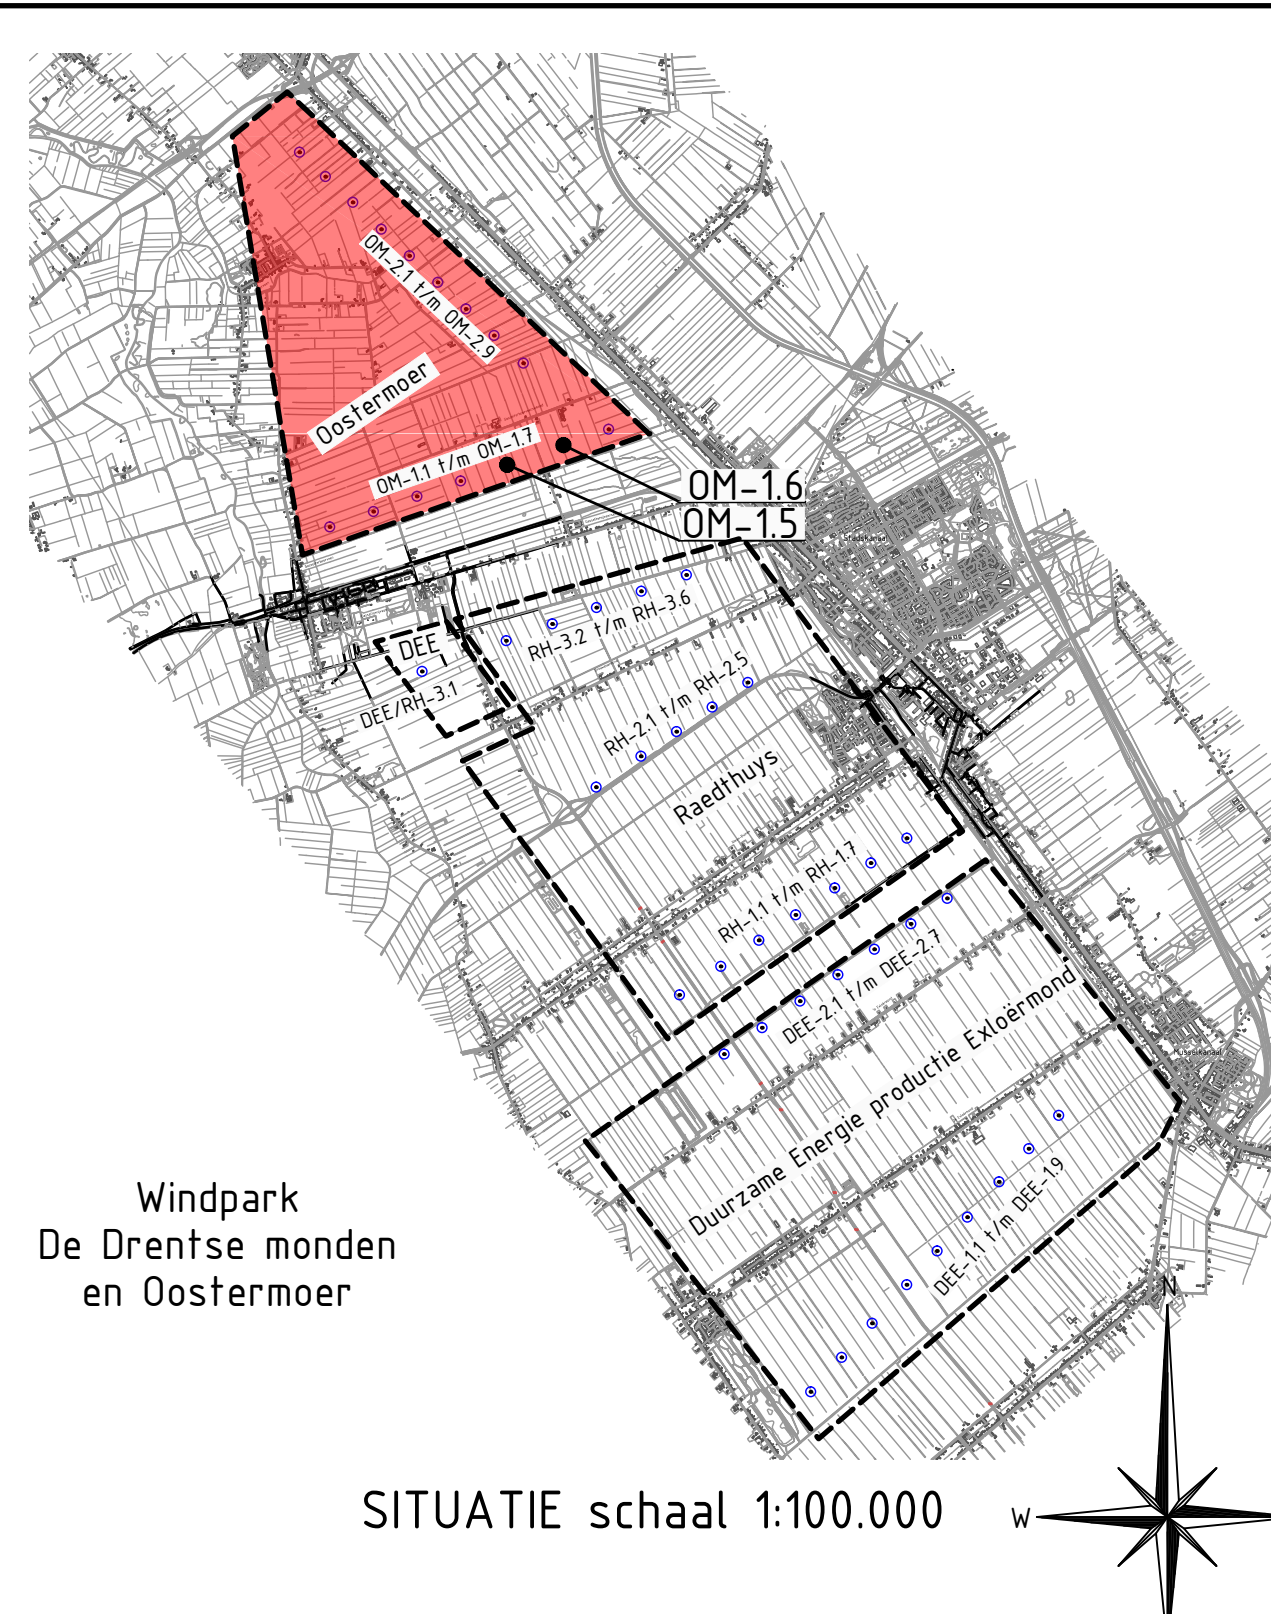 OM-2.1 t/m OM-2.9
Oostermoer
OM-1.1 t/m OM-1.7
OM-1.6
OM-1.5
Stadskanaal
RH-3.2 t/m RH-3.6
DEE
DEE/RH-3.1
RH-2.1 t/m RH-2.5
Raedthuys
RH-1.1 t/m RH-1.7
DEE-2.1 t/m DEE-2.7
Duurzame Energie productie Exloërmond
Musselkanaal
DEE-1.1 t/m DEE-1.9
Windpark
De Drentse monden
en Oostermoer
N
W
SITUATIE schaal 1:100.000